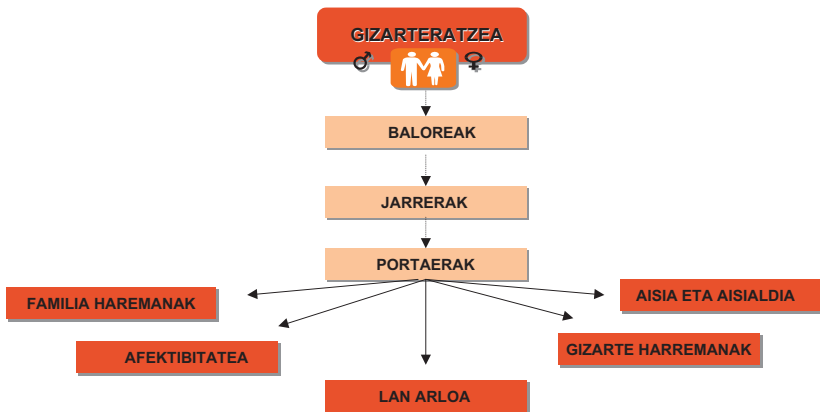 GIZARTERATZEA
♂ ♀
BALOREAK
JARRERAK
PORTAERAK
FAMILIA HAREMANAK
AISIA ETA AISIALDIA
AFEKTIBITATEA
GIZARTE HARREMANAK
LAN ARLOA